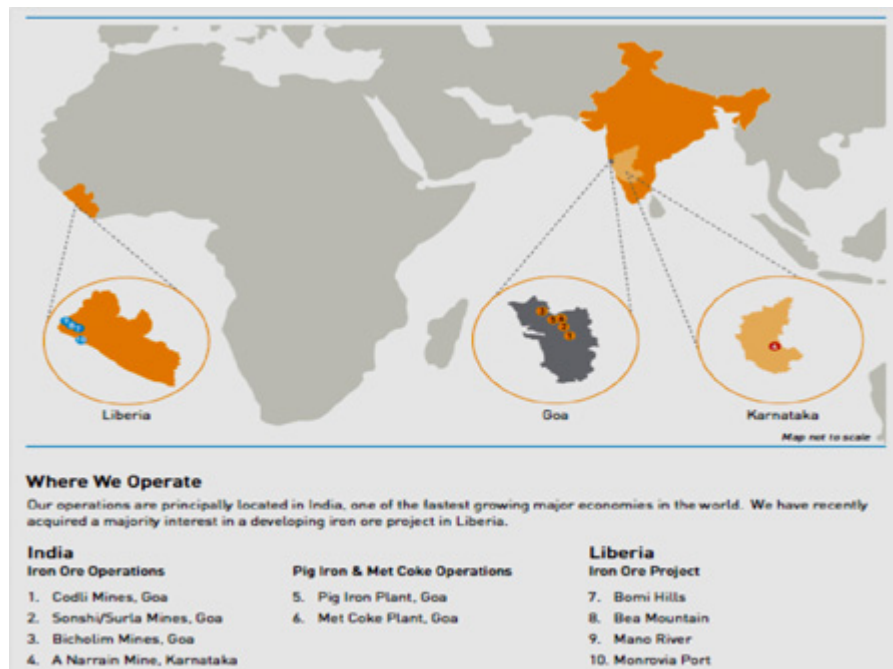 Liberia
Goa
Karnataka
Map not to scale
Where We Operate
Our operations are principally located in India, one of the fastest growing major economies in the world. We have recently
acquired a majority interest in a developing iron ore project in Liberia.
India
Iron Ore Operations
1. Codli Mines, Goa
2. Sonshi/Surla Mines, Goa
3. Bicholim Mines, Goa
4. A Narrain Mine, Karnataka
Pig Iron & Met Coke Operations
5. Pig Iron Plant, Goa
6. Met Coke Plant, Goa
Liberia
Iron Ore Project
7. Bomi Hills
8. Bea Mountain
9. Mano River
10. Monrovia Port